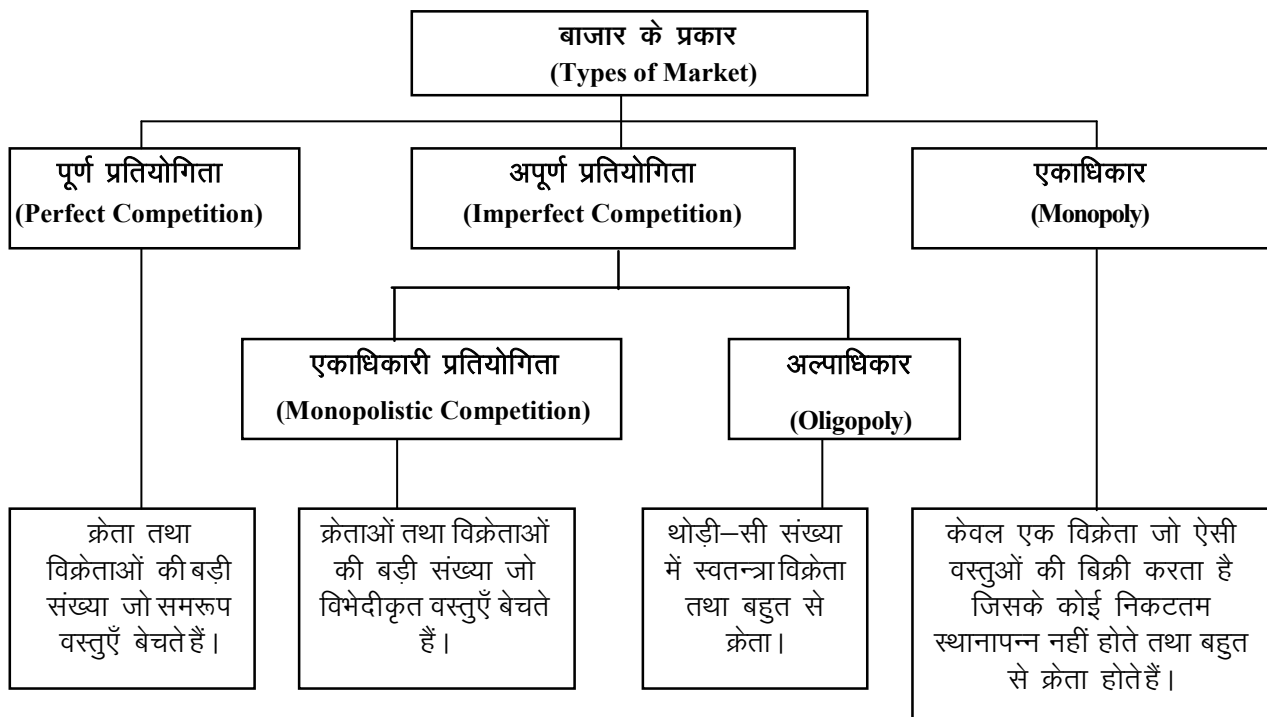 बाजार के प्रकार
(Types of Market)
पूर्ण प्रतियोगिता
(Perfect Competition)
अपूर्ण प्रतियोगिता
(Imperfect Competition)
एकाधिकार
(Monopoly)
एकाधिकारी प्रतियोगिता
(Monopolistic Competition)
अल्पाधिकार
(Oligopoly)
क्रेता तथा
विक्रेताओं की बड़ी
संख्या जो समरूप
वस्तुएँ बेचते हैं।
क्रेताओं तथा विक्रेताओं
की बड़ी संख्या जो
विभेदीकृत वस्तुएँ बेचते
हैं।
थोड़ी–सी संख्या
में स्वतन्त्रा विक्रेता
तथा बहुत से
क्रेता।
केवल एक विक्रेता जो ऐसी
वस्तुओं की बिक्री करता है
जिसके कोई निकटतम
स्थानापन्न नहीं होते तथा बहुत
से क्रेता होते हैं।